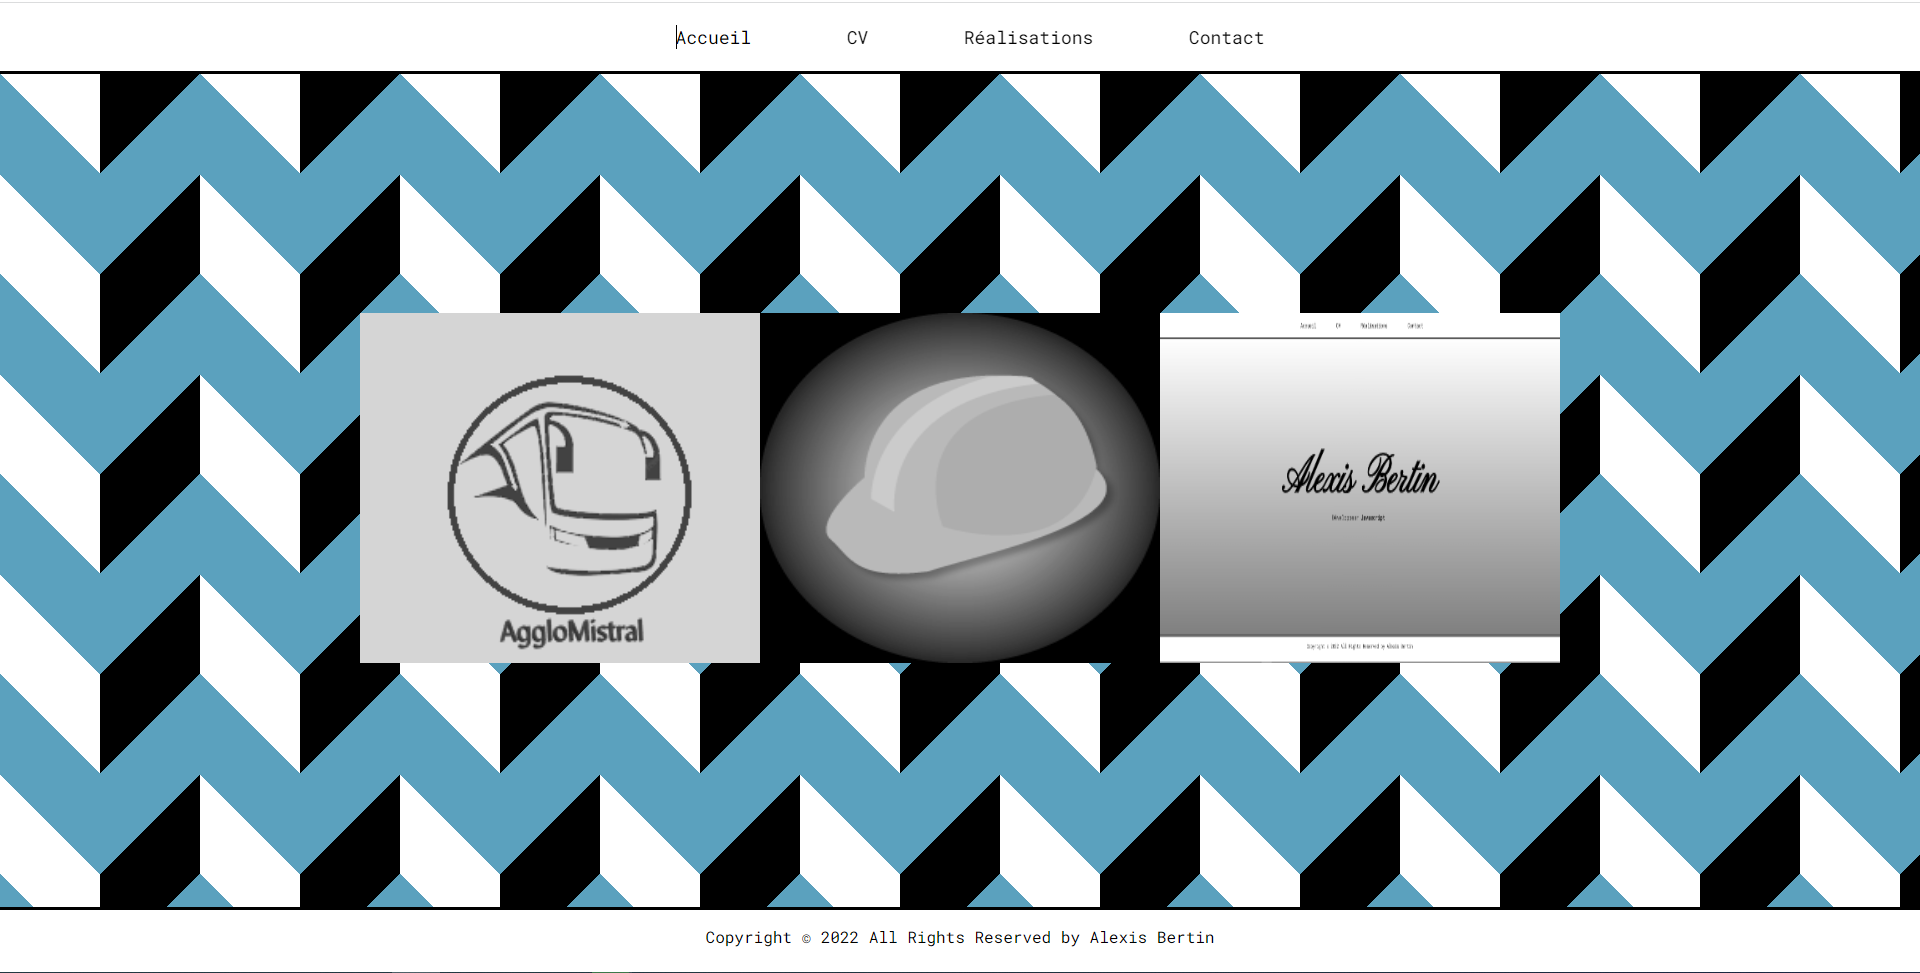 Accueil CV Réalisations Contact
AggloMistral
Accueil CV Réalisations Contact
Alexis Bertin
Développeur Javascript
Copyright © 2022 All Rights Reserved by Alexis Bertin
Copyright © 2022 All Rights Reserved by Alexis Bertin